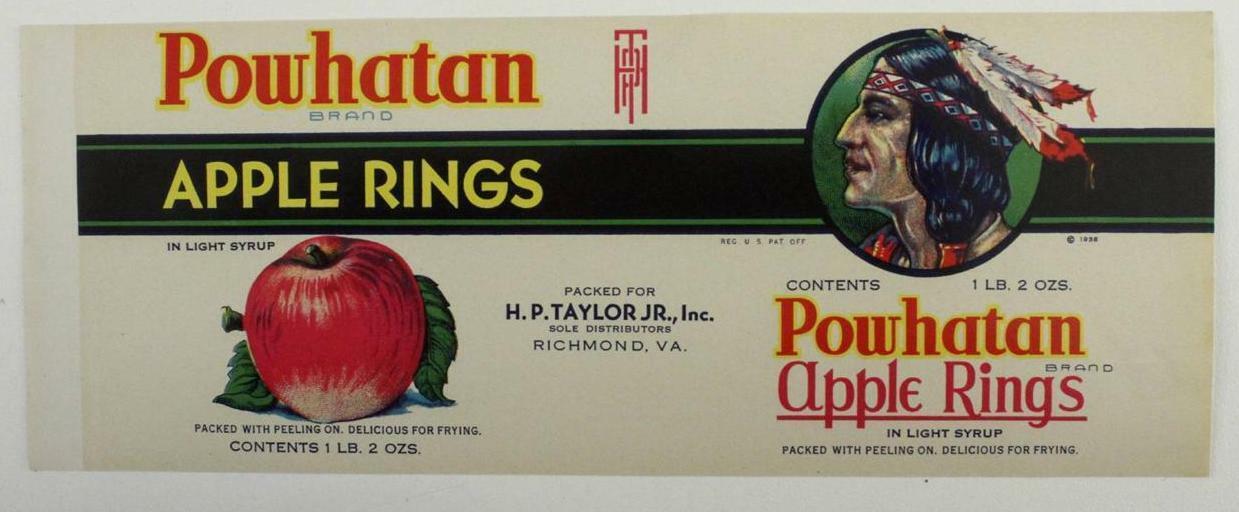 Powhatan
BRAND
APPLE RINGS
IN LIGHT SYRUP
PACKED WITH PEELING ON. DELICIOUS FOR FRYING.
CONTENTS 1 LB. 2 OZS.
PACKED FOR
H. P. TAYLOR JR., Inc.
SOLE DISTRIBUTORS
RICHMOND, VA.
REG. U. S. PAT. OFF.
© 1938
CONTENTS 1 LB. 2 OZS.
Powhatan
BRAND
Apple Rings
IN LIGHT SYRUP
PACKED WITH PEELING ON. DELICIOUS FOR FRYING.